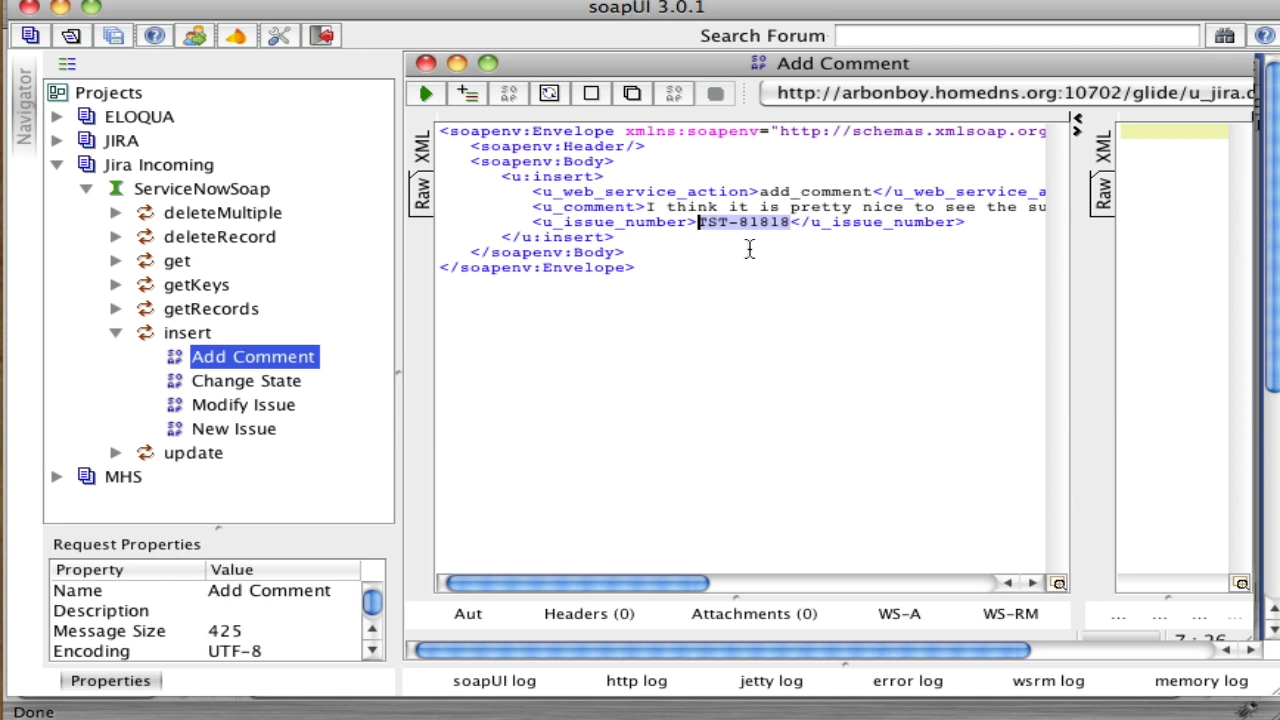 soapUI 3.0.1
Search Forum
Navigator
Projects
ELOQUA
JIRA
Jira Incoming
ServiceNowSoap
deleteMultiple
deleteRecord
get
getKeys
getRecords
insert
Add Comment
Change State
Modify Issue
New Issue
update
MHS
Request Properties
Property Value
Name Add Comment
Description
Message Size 425
Encoding UTF-8
Properties
Add Comment
http://arbonboy.homedns.org:10702/glide/u_jira.d
XML
Raw
<soapenv:Envelope xmlns:soapenv="http://schemas.xmlsoap.org
<soapenv:Header/>
<soapenv:Body>
<u:insert>
<u_web_service_action>add_comment</u_web_service_a
<u_comment>I think it is pretty nice to see the su
<u_issue_number>TST-81818</u_issue_number>
</u:insert>
</soapenv:Body>
</soapenv:Envelope>
XML
Raw
Aut Headers (0) Attachments (0) WS-A WS-RM
... ... ... ...
7 : 26
soapUI log http log jetty log error log wsrm log memory log
Done